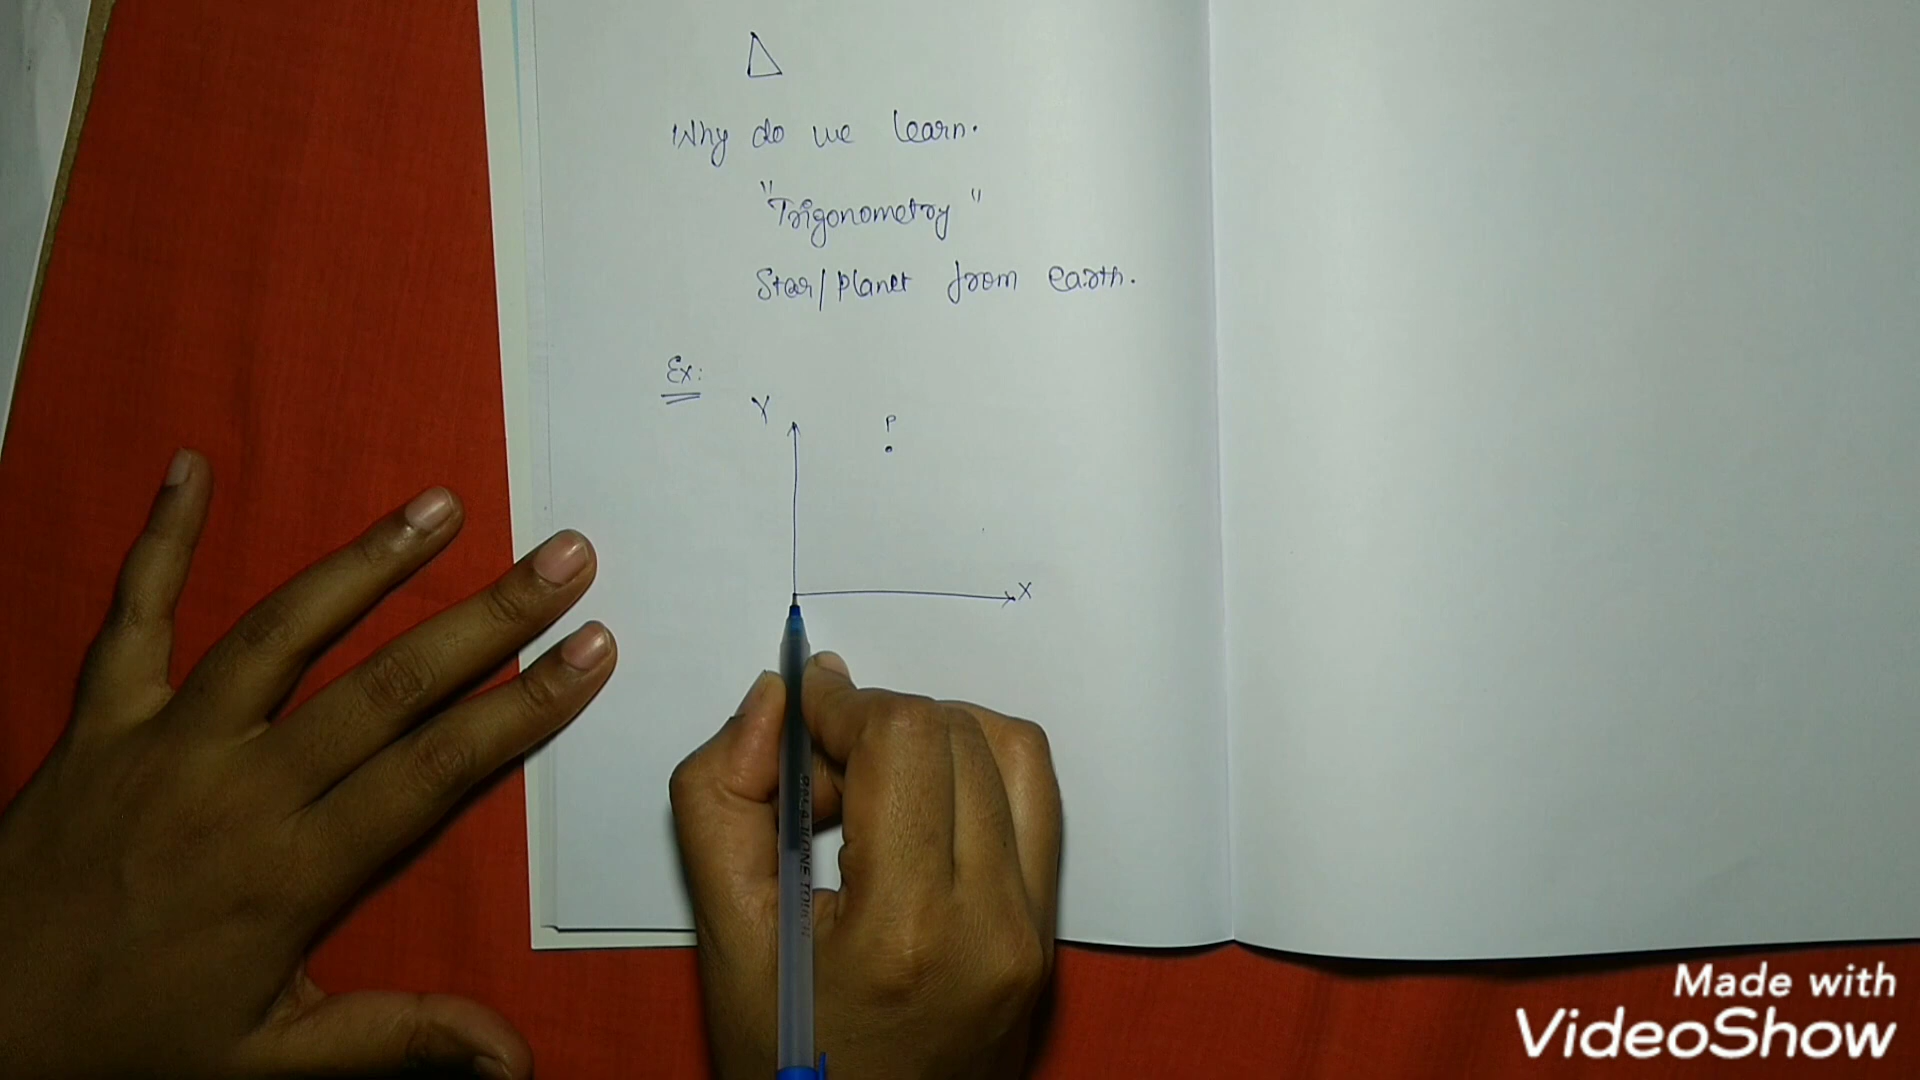 Why do we learn.
"Trigonometry"
Star/planet from earth.
Ex:
Y
P
X
Made with
VideoShow